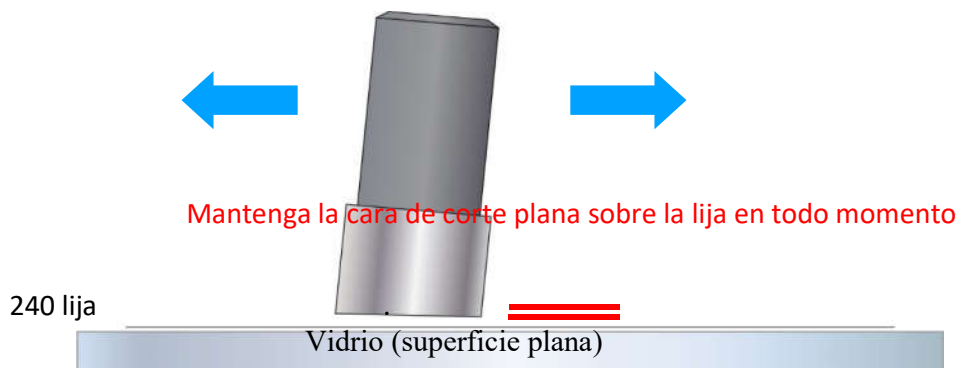 Mantenga la cara de corte plana sobre la lija en todo momento
240 lija
Vidrio (superficie plana)